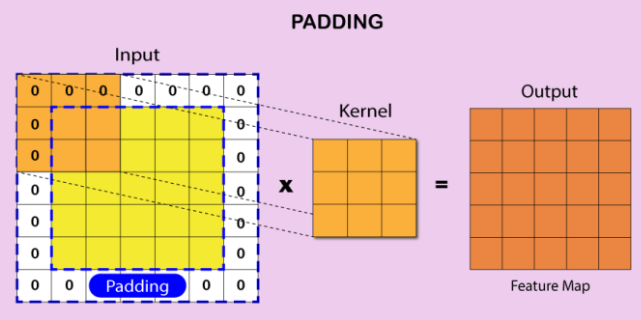 PADDING
Input
0 0 0 0 0 0 0
Kernel
Output
0 0
0 0
x =
0 0
0 0
0 0
0 0 Padding 0 0
Feature Map